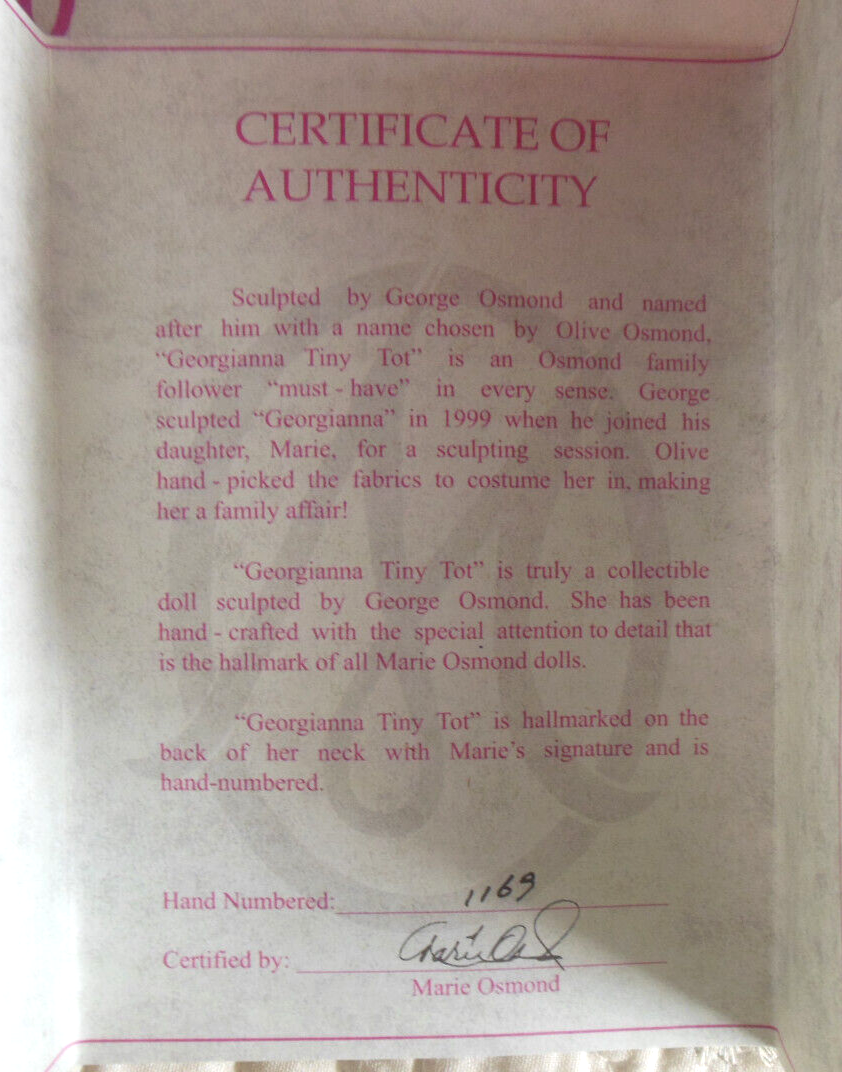 CERTIFICATE OF
AUTHENTICITY
Sculpted by George Osmond and named
after him with a name chosen by Olive Osmond,
“Georgianna Tiny Tot” is an Osmond family
follower “must - have” in every sense. George
sculpted “Georgianna” in 1999 when he joined his
daughter, Marie, for a sculpting session. Olive
hand - picked the fabrics to costume her in, making
her a family affair!
“Georgianna Tiny Tot” is truly a collectible
doll sculpted by George Osmond. She has been
hand - crafted with the special attention to detail that
is the hallmark of all Marie Osmond dolls.
“Georgianna Tiny Tot” is hallmarked on the
back of her neck with Marie’s signature and is
hand-numbered.
Hand Numbered: 1169
Certified by: Marie Osmond
Marie Osmond